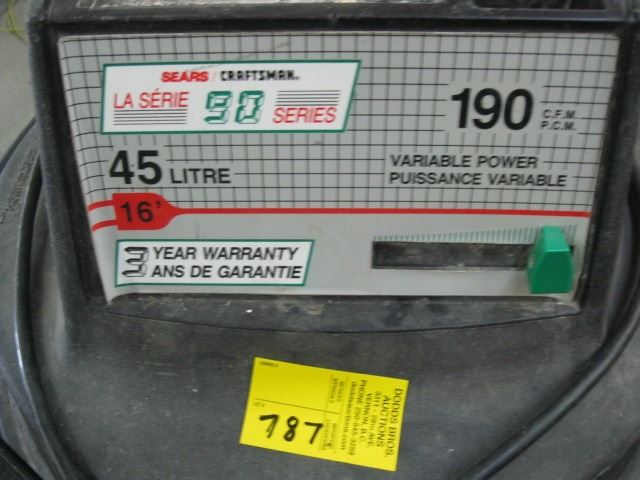 SEARS / CRAFTSMAN®
LA SÉRIE 90 SERIES
190 C.F.M. P.C.M.
45 LITRE
VARIABLE POWER
PUISSANCE VARIABLE
16'
3 YEAR WARRANTY
ANS DE GARANTIE
DODDS BROS.
AUCTIONS
VERNON, B.C.
787